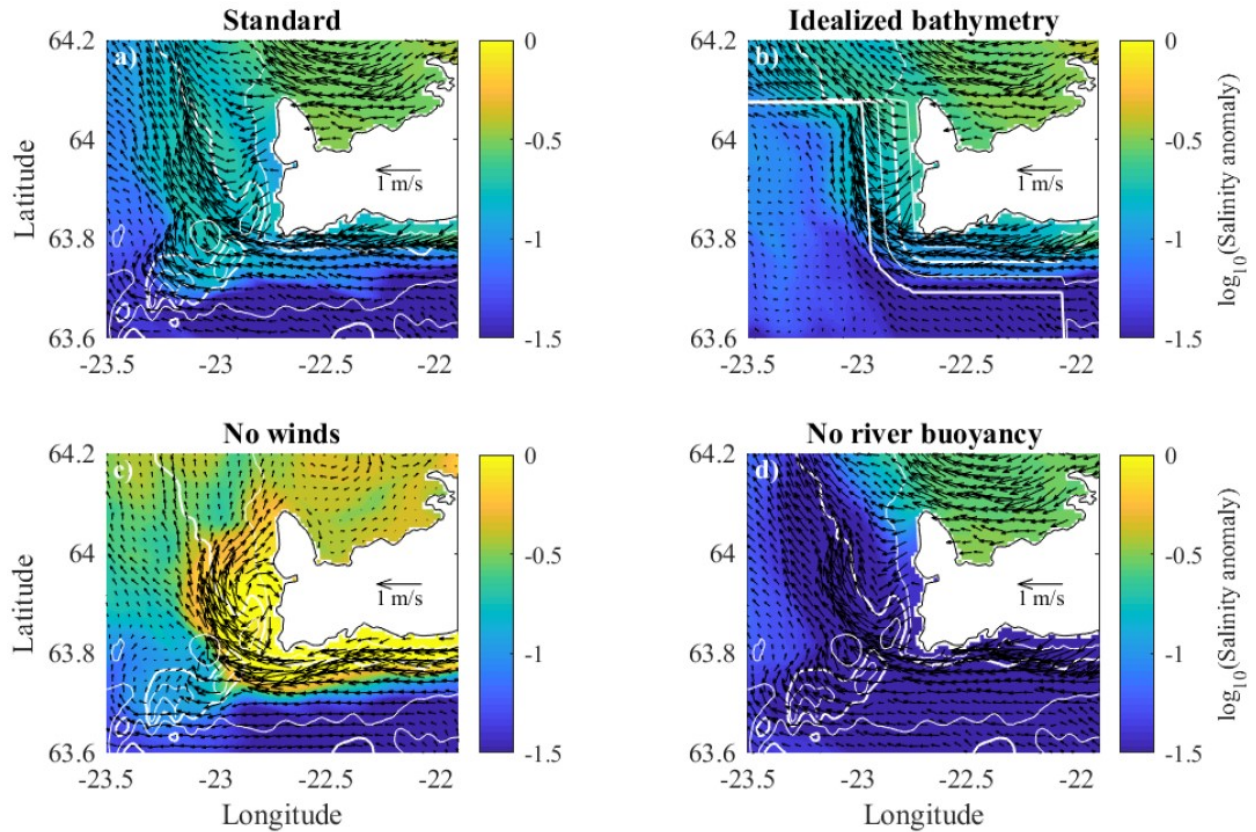 Standard
Idealized bathymetry
64.2
64
63.8
63.6
Latitude
a)
1 m/s
-23.5
-23
-22.5
-22
0
-0.5
-1
-1.5
b)
64.2
64
63.8
63.6
1 m/s
-23.5
-23
-22.5
-22
0
-0.5
-1
-1.5
log10(Salinity anomaly)
No winds
No river buoyancy
64.2
64
63.8
63.6
Latitude
c)
1 m/s
-23.5
-23
-22.5
-22
Longitude
0
-0.5
-1
-1.5
d)
64.2
64
63.8
63.6
1 m/s
-23.5
-23
-22.5
-22
Longitude
0
-0.5
-1
-1.5
log10(Salinity anomaly)